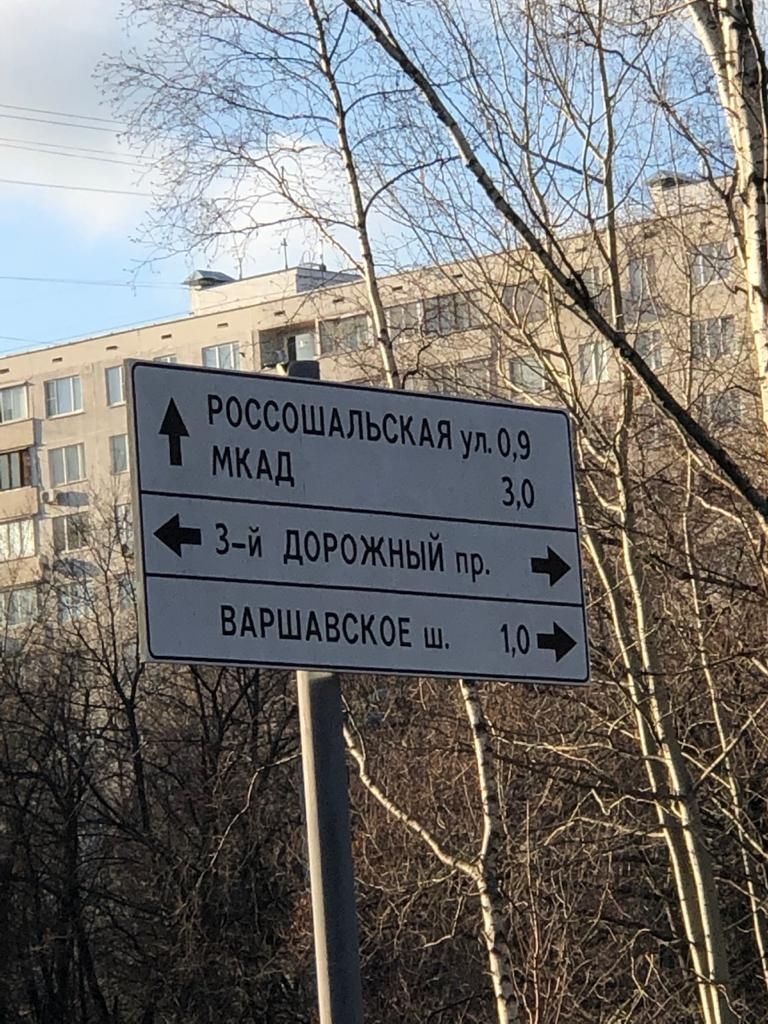 РОССОШАЛЬСКАЯ ул. 0,9
МКАД 3,0
3-й ДОРОЖНЫЙ пр.
ВАРШАВСКОЕ ш. 1,0